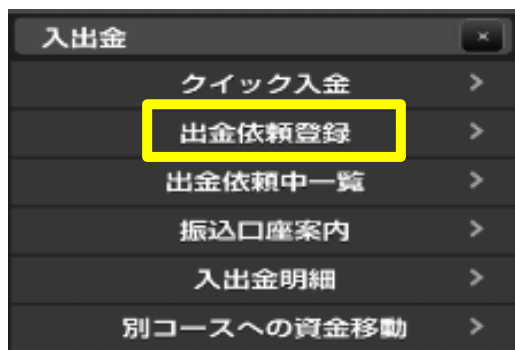 入出金
クイック入金
出金依頼登録
出金依頼中一覧
振込口座案内
入出金明細
別コースへの資金移動